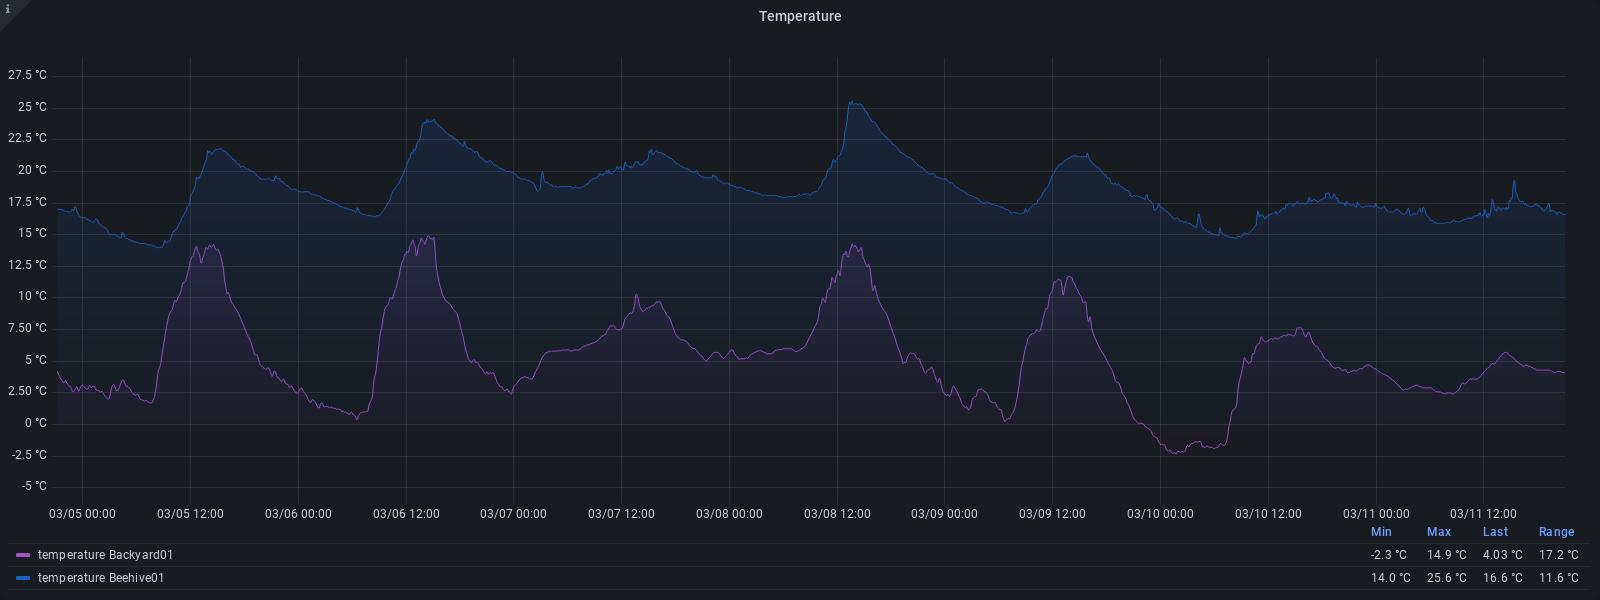 i
Temperature
27.5 °C
25 °C
22.5 °C
20 °C
17.5 °C
15 °C
12.5 °C
10 °C
7.50 °C
5 °C
2.50 °C
0 °C
-2.5 °C
-5 °C
03/05 00:00 03/05 12:00 03/06 00:00 03/06 12:00 03/07 00:00 03/07 12:00 03/08 00:00 03/08 12:00 03/09 00:00 03/09 12:00 03/10 00:00 03/10 12:00 03/11 00:00 03/11 12:00
Min Max Last Range
temperature Backyard01 -2.3 °C 14.9 °C 4.03 °C 17.2 °C
temperature Beehive01 14.0 °C 25.6 °C 16.6 °C 11.6 °C